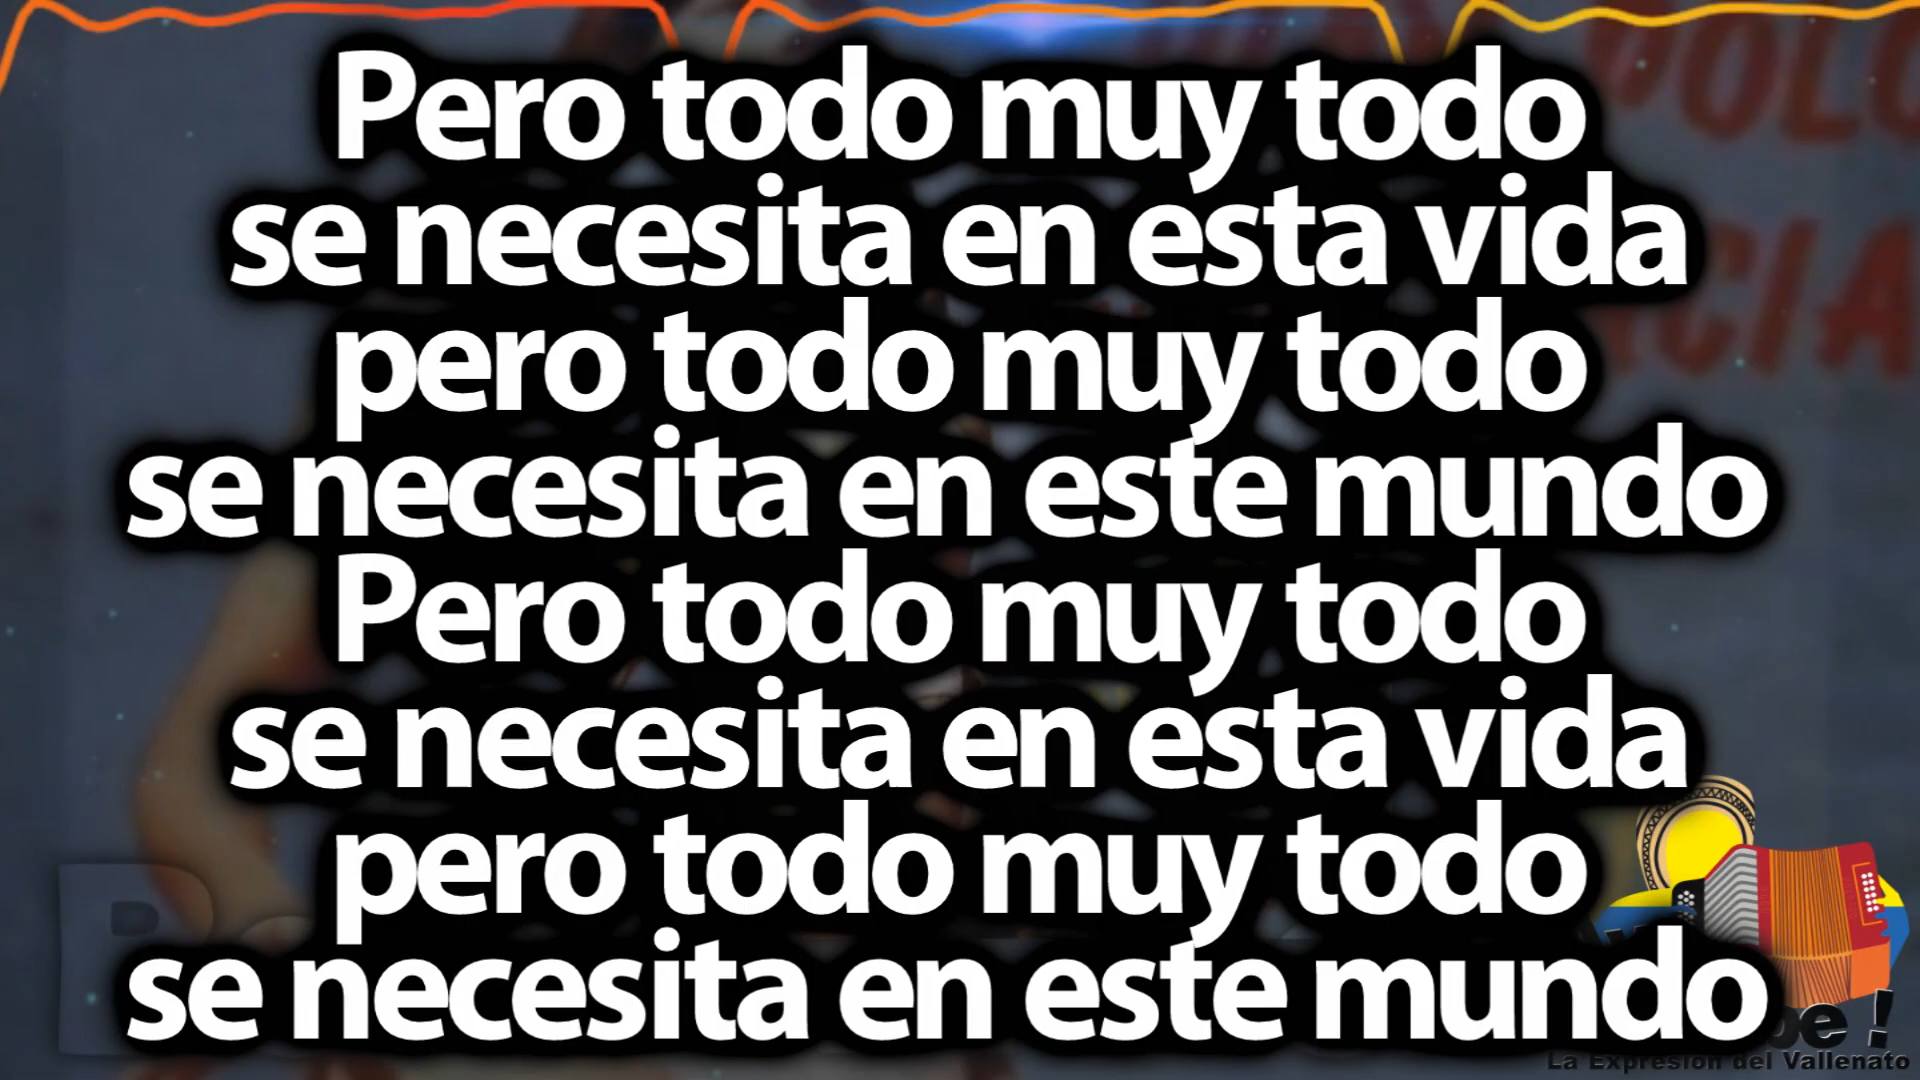 Pero todo muy todo
se necesita en esta vida
pero todo muy todo
se necesita en este mundo
Pero todo muy todo
se necesita en esta vida
pero todo muy todo
se necesita en este mundo
La Expresión del Vallenato